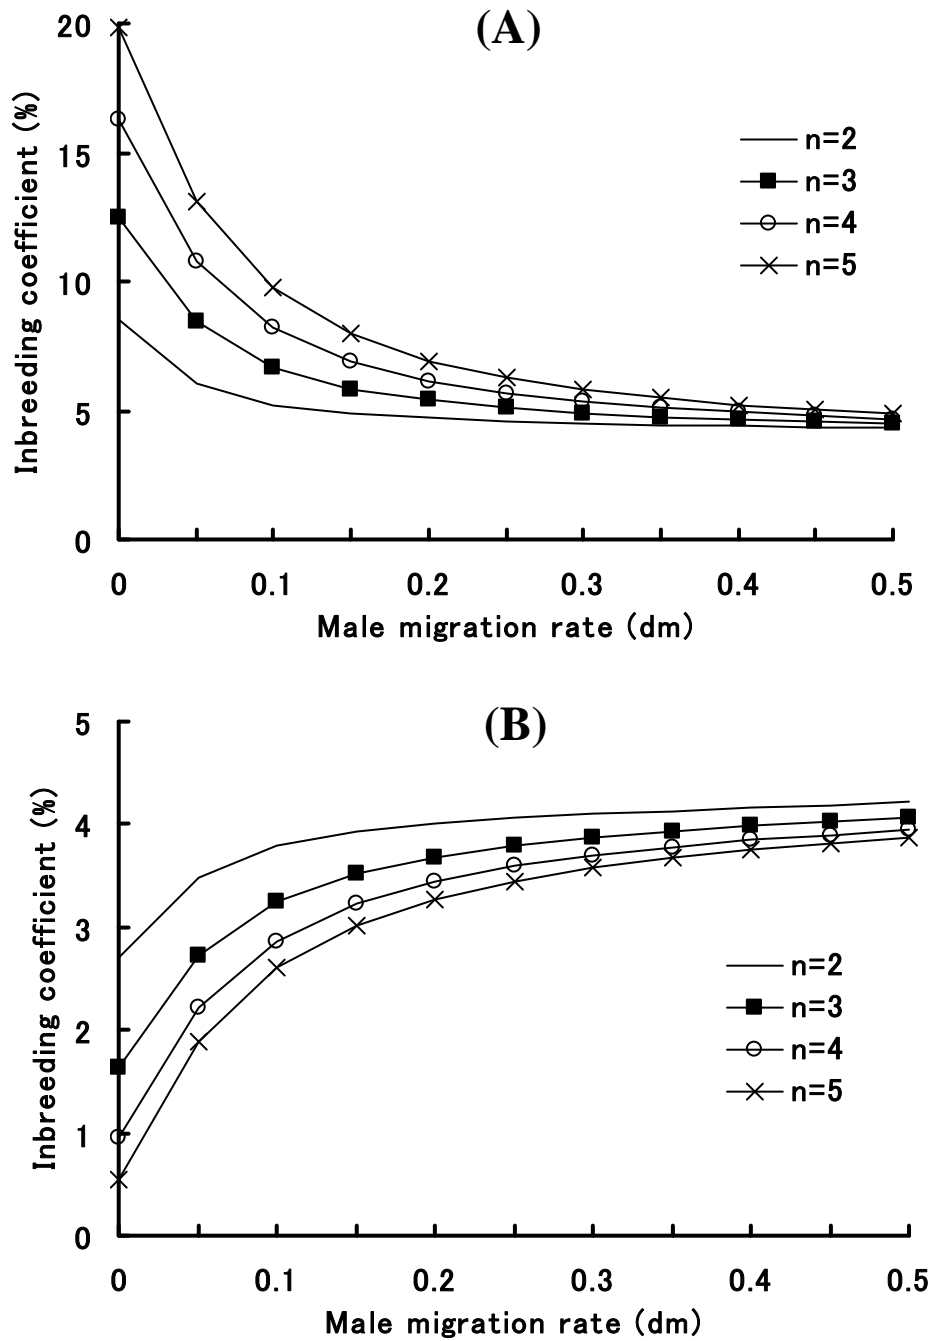 (A)
20
15
10
5
0
Inbreeding coefficient (%)
n=2
n=3
n=4
n=5
0 0.1 0.2 0.3 0.4 0.5
Male migration rate (dm)
(B)
5
4
3
2
1
0
Inbreeding coefficient (%)
n=2
n=3
n=4
n=5
0 0.1 0.2 0.3 0.4 0.5
Male migration rate (dm)